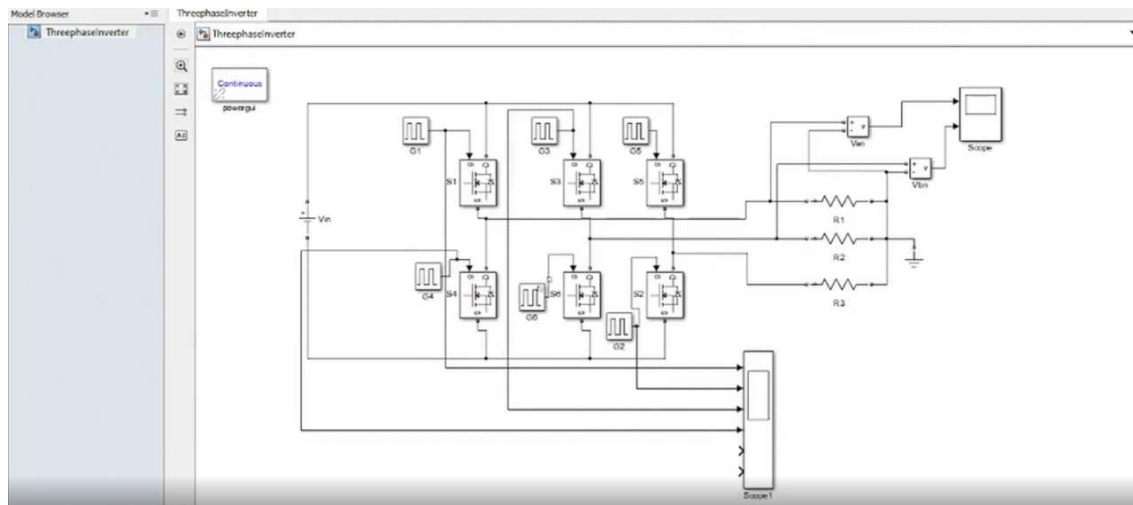 Model Browser
ThreephaseInverter
ThreephaseInverter
ThreephaseInverter
Continuous
powergui
G1
G3
G5
S1
S3
S5
Vin
G4
S4
G6
S6
G2
S2
Van
Vbn
Scope
R1
R2
R3
Scope1